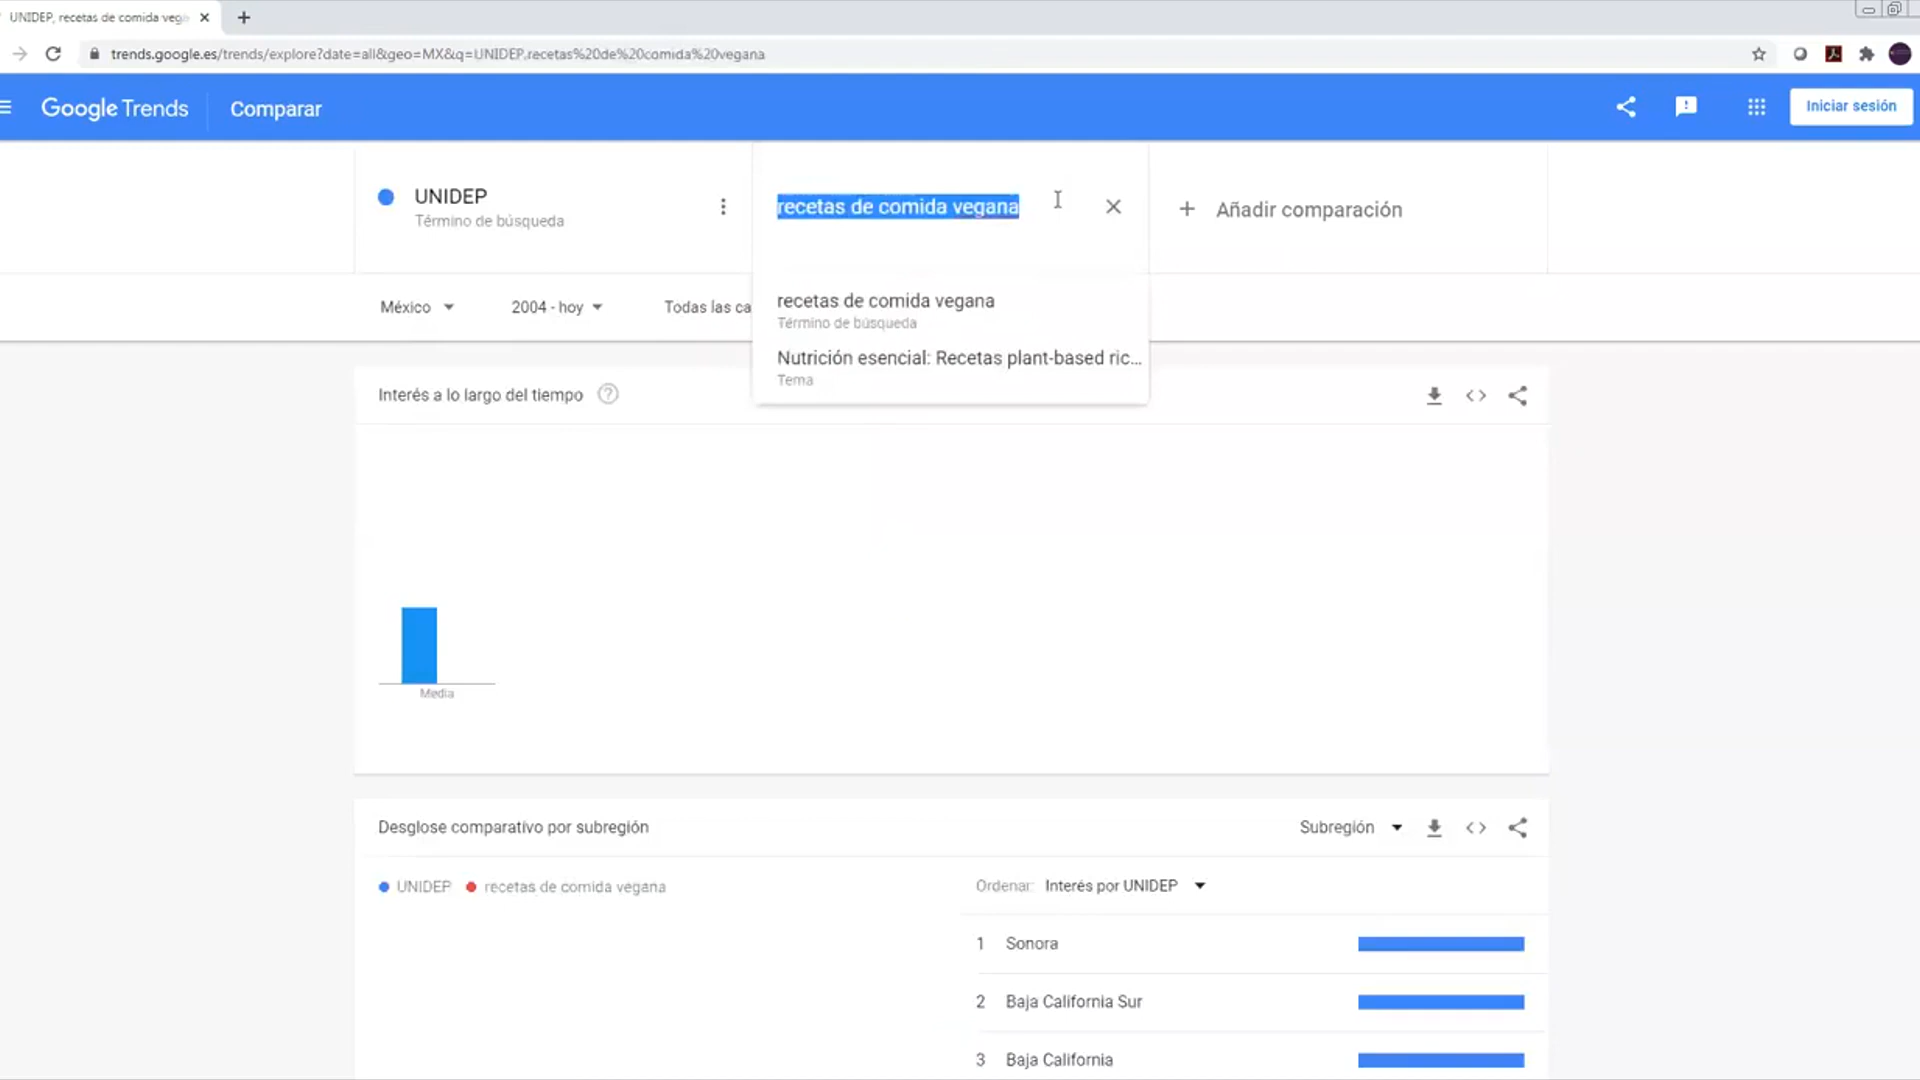 UNIDEP, recetas de comida veg
trends.google.es/trends/explore?date=all&geo=MX&q=UNIDEP,recetas%20de%20comida%20vegana
Google Trends
Comparar
Iniciar sesión
UNIDEP
Término de búsqueda
recetas de comida vegana
Añadir comparación
México
2004 - hoy
Todas las ca
recetas de comida vegana
Término de búsqueda
Nutrición esencial: Recetas plant-based ric...
Tema
Interés a lo largo del tiempo
Media
Desglose comparativo por subregión
Subregión
UNIDEP
recetas de comida vegana
Ordenar: Interés por UNIDEP
1 Sonora
2 Baja California Sur
3 Baja California